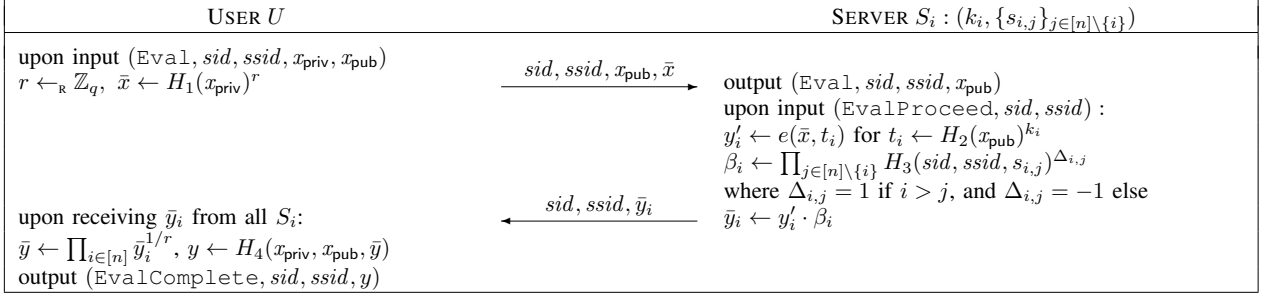 USER U SERVER S_i : (k_i, {s_{i,j}}_{j∈[n]\{i}})
upon input (Eval, sid, ssid, x_priv, x_pub)
r ←_R ℤ_q, x̄ ← H_1(x_priv)^r
sid, ssid, x_pub, x̄
output (Eval, sid, ssid, x_pub)
upon input (EvalProceed, sid, ssid) :
y′_i ← e(x̄, t_i) for t_i ← H_2(x_pub)^{k_i}
β_i ← ∏_{j∈[n]\{i}} H_3(sid, ssid, s_{i,j})^{Δ_{i,j}}
where Δ_{i,j} = 1 if i > j, and Δ_{i,j} = −1 else
ȳ_i ← y′_i · β_i
sid, ssid, ȳ_i
upon receiving ȳ_i from all S_i:
ȳ ← ∏_{i∈[n]} ȳ_i^{1/r}, y ← H_4(x_priv, x_pub, ȳ)
output (EvalComplete, sid, ssid, y)